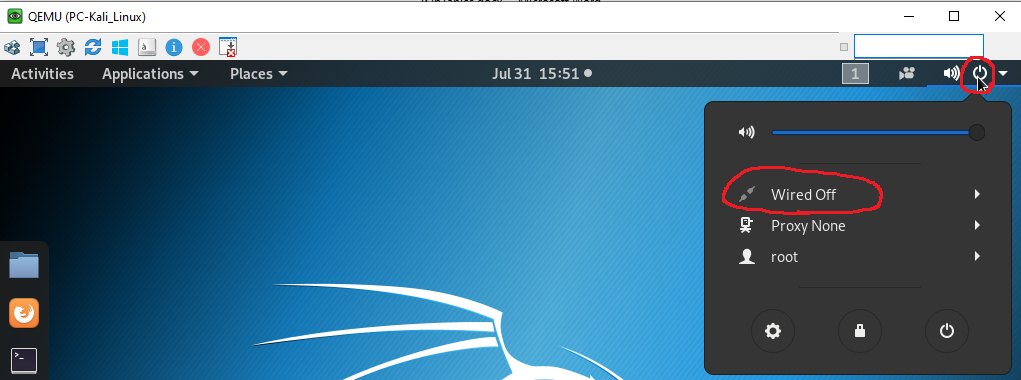 QEMU (PC-Kali_Linux)
Activities Applications Places Jul 31 15:51 1
Wired Off
Proxy None
root